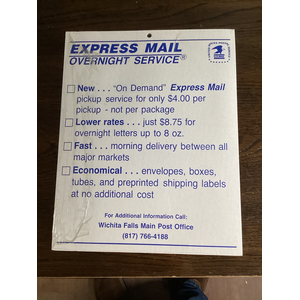 EXPRESS MAIL
OVERNIGHT SERVICE®
New . . . "On Demand" Express Mail
pickup service for only $4.00 per
pickup - not per package
Lower rates . . . just $8.75 for
overnight letters up to 8 oz.
Fast . . . morning delivery between all
major markets
Economical . . . envelopes, boxes,
tubes, and preprinted shipping labels
at no additional cost
For Additional Information Call:
Wichita Falls Main Post Office
(817) 766-4188